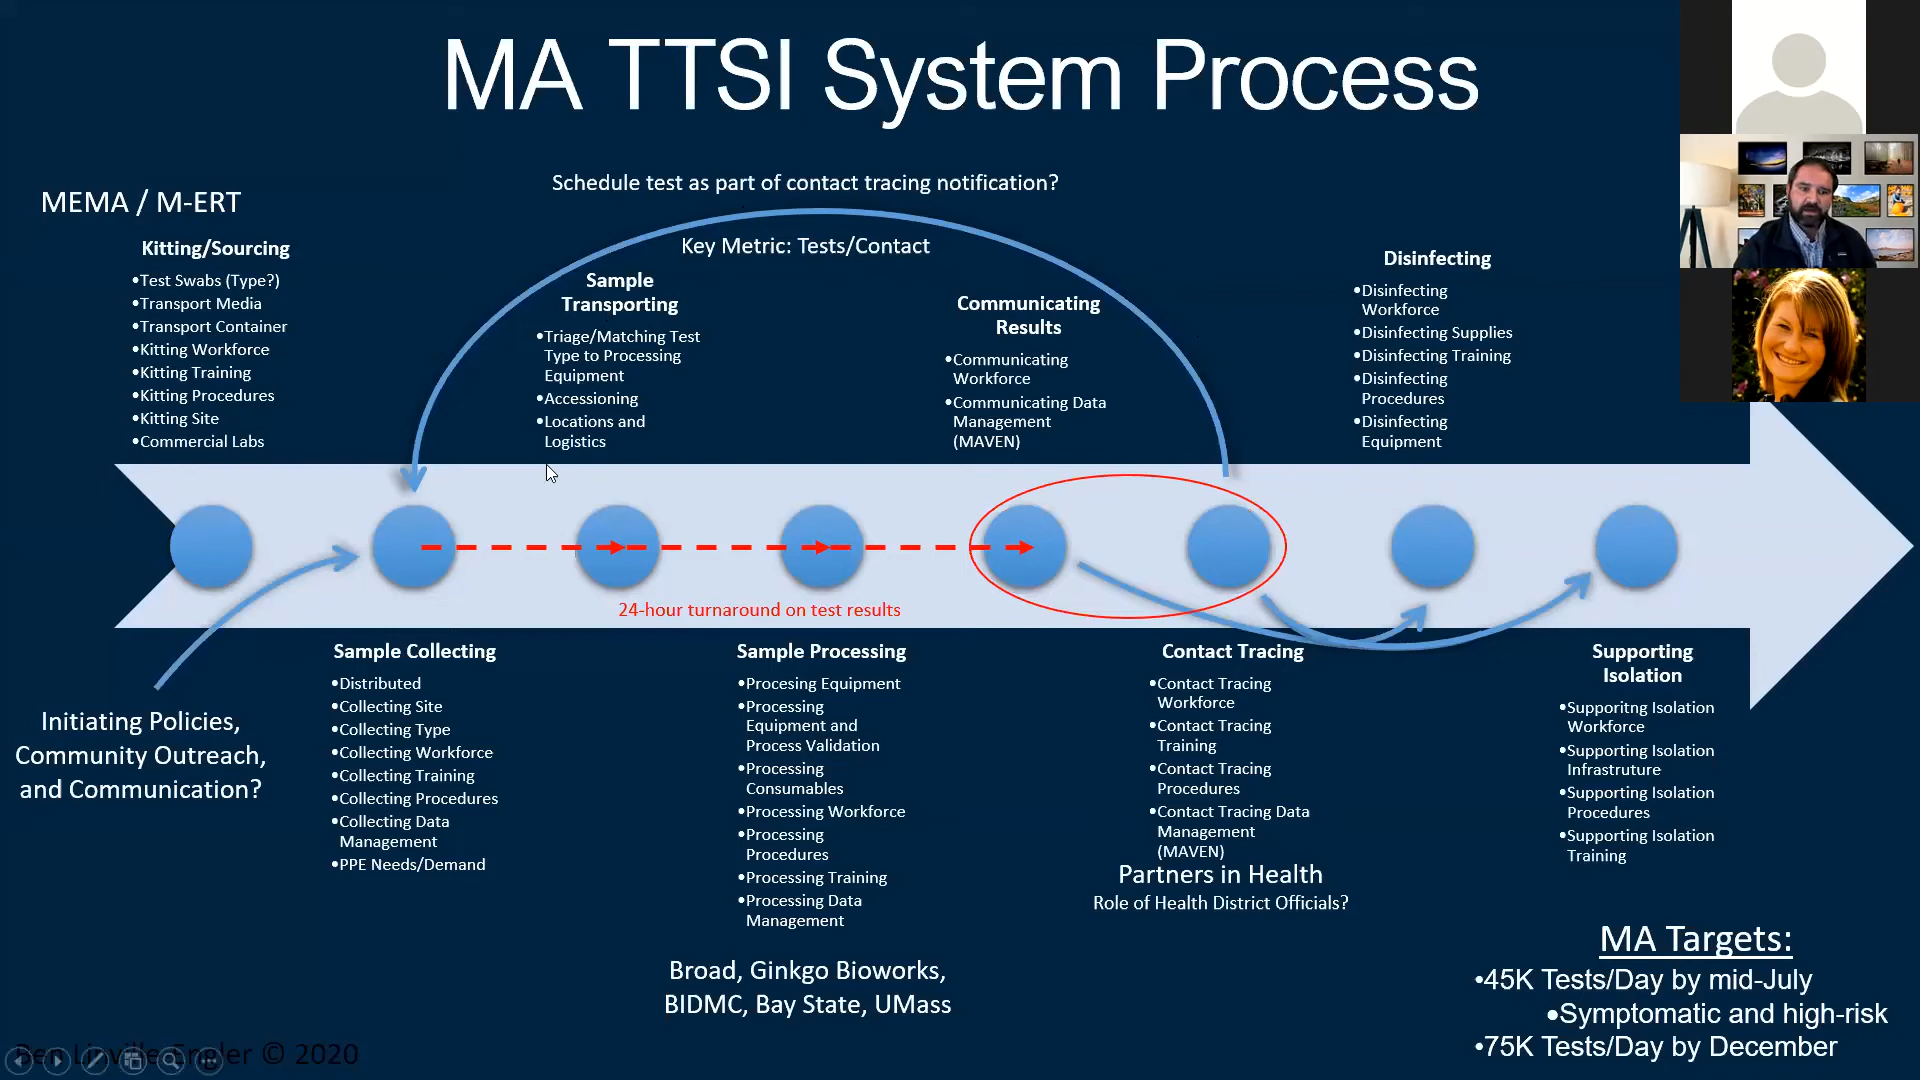 MA TTSI System Process
MEMA / M-ERT
Schedule test as part of contact tracing notification?
Key Metric: Tests/Contact
Kitting/Sourcing
•Test Swabs (Type?)
•Transport Media
•Transport Container
•Kitting Workforce
•Kitting Training
•Kitting Procedures
•Kitting Site
•Commercial Labs
Sample
Transporting
•Triage/Matching Test
Type to Processing
Equipment
•Accessioning
•Locations and
Logistics
Communicating
Results
•Communicating
Workforce
•Communicating Data
Management
(MAVEN)
Disinfecting
•Disinfecting
Workforce
•Disinfecting Supplies
•Disinfecting Training
•Disinfecting
Procedures
•Disinfecting
Equipment
24-hour turnaround on test results
Initiating Policies,
Community Outreach,
and Communication?
Sample Collecting
•Distributed
•Collecting Site
•Collecting Type
•Collecting Workforce
•Collecting Training
•Collecting Procedures
•Collecting Data
Management
•PPE Needs/Demand
Sample Processing
•Procesing Equipment
•Processing
Equipment and
Process Validation
•Processing
Consumables
•Processing Workforce
•Processing
Procedures
•Processing Training
•Processing Data
Management
Broad, Ginkgo Bioworks,
BIDMC, Bay State, UMass
Contact Tracing
•Contact Tracing
Workforce
•Contact Tracing
Training
•Contact Tracing
Procedures
•Contact Tracing Data
Management
(MAVEN)
Partners in Health
Role of Health District Officials?
Supporting
Isolation
•Supporitng Isolation
Workforce
•Supporting Isolation
Infrastruture
•Supporting Isolation
Procedures
•Supporting Isolation
Training
MA Targets:
•45K Tests/Day by mid-July
•Symptomatic and high-risk
•75K Tests/Day by December
Ben Linville-Engler © 2020